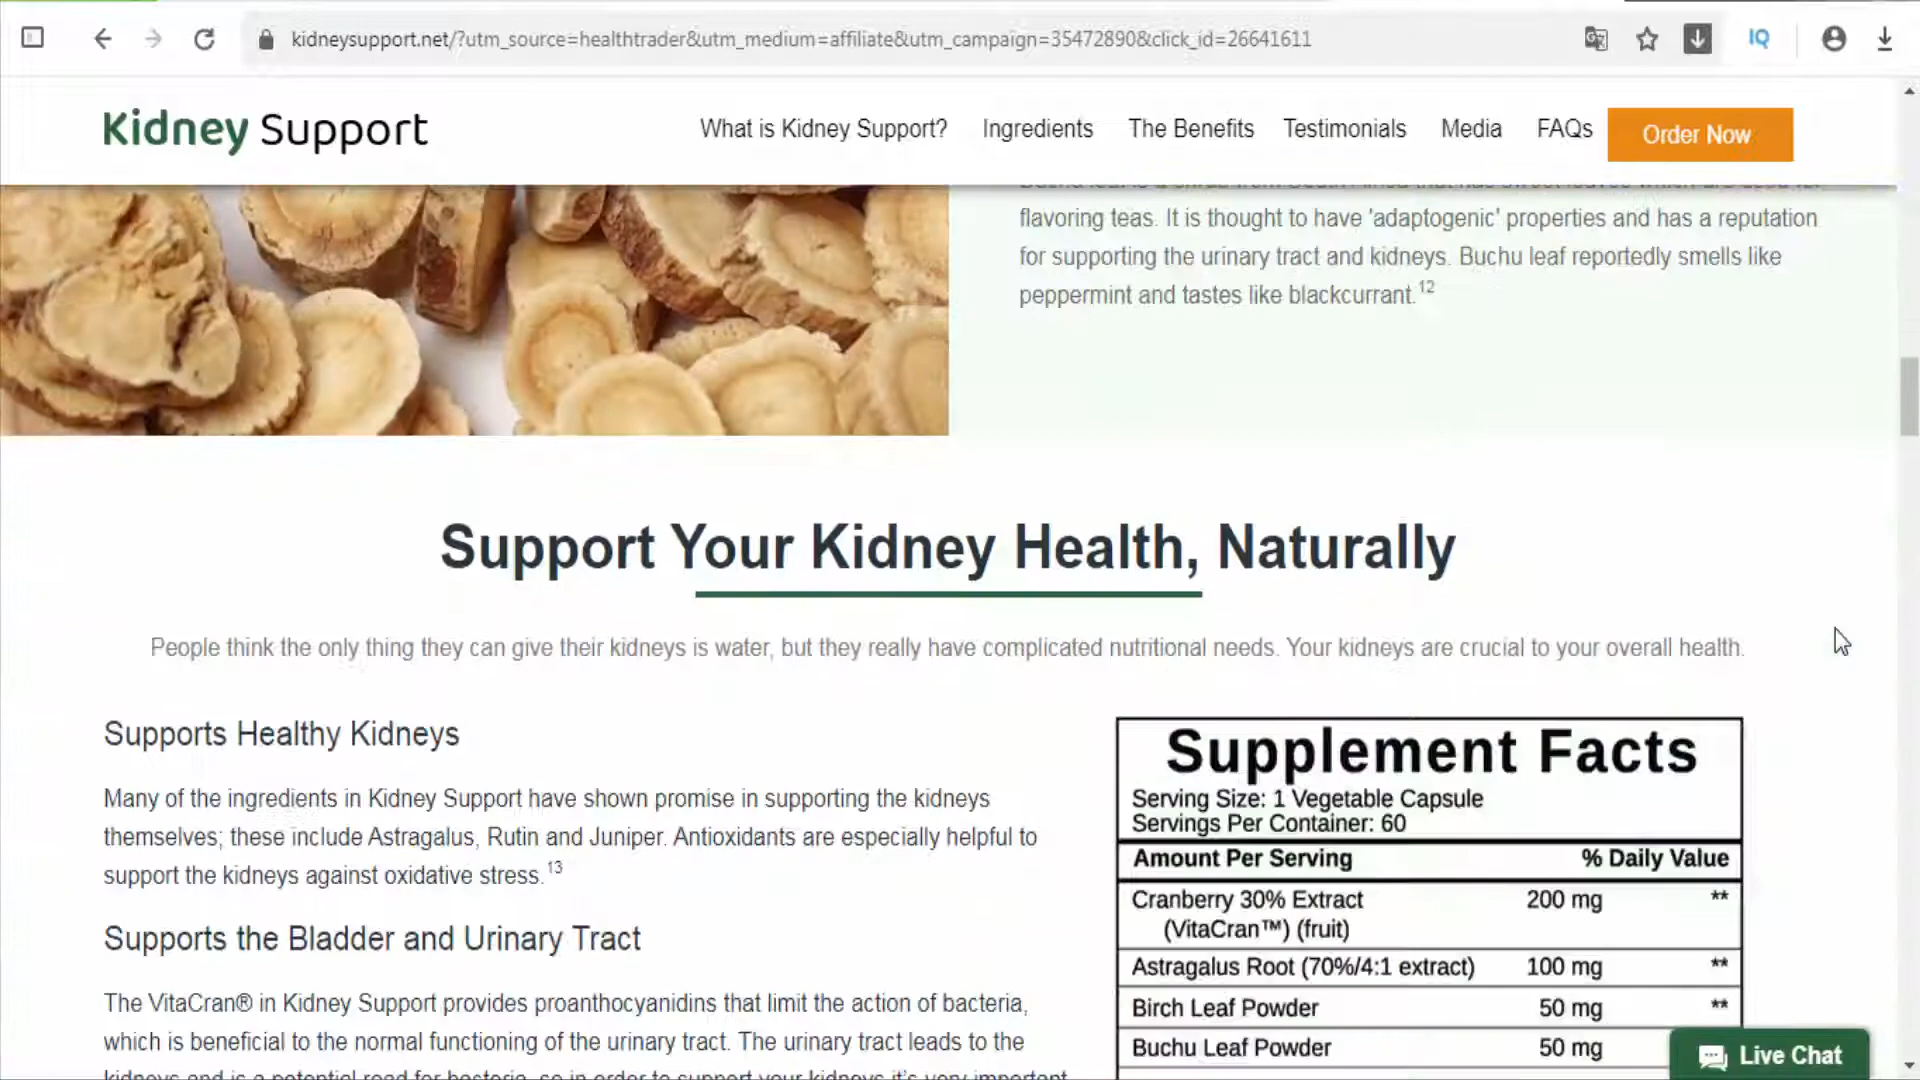 kidneysupport.net/?utm_source=healthtrader&utm_medium=affiliate&utm_campaign=35472890&click_id=26641611
IQ
Kidney Support
What is Kidney Support?
Ingredients
The Benefits
Testimonials
Media
FAQs
Order Now
flavoring teas. It is thought to have 'adaptogenic' properties and has a reputation
for supporting the urinary tract and kidneys. Buchu leaf reportedly smells like
peppermint and tastes like blackcurrant.12
Support Your Kidney Health, Naturally
People think the only thing they can give their kidneys is water, but they really have complicated nutritional needs. Your kidneys are crucial to your overall health.
Supports Healthy Kidneys
Many of the ingredients in Kidney Support have shown promise in supporting the kidneys
themselves; these include Astragalus, Rutin and Juniper. Antioxidants are especially helpful to
support the kidneys against oxidative stress.13
Supports the Bladder and Urinary Tract
The VitaCran® in Kidney Support provides proanthocyanidins that limit the action of bacteria,
which is beneficial to the normal functioning of the urinary tract. The urinary tract leads to the
Supplement Facts
Serving Size: 1 Vegetable Capsule
Servings Per Container: 60
Amount Per Serving % Daily Value
Cranberry 30% Extract 200 mg **
(VitaCran™) (fruit)
Astragalus Root (70%/4:1 extract) 100 mg **
Birch Leaf Powder 50 mg **
Buchu Leaf Powder 50 mg
Live Chat